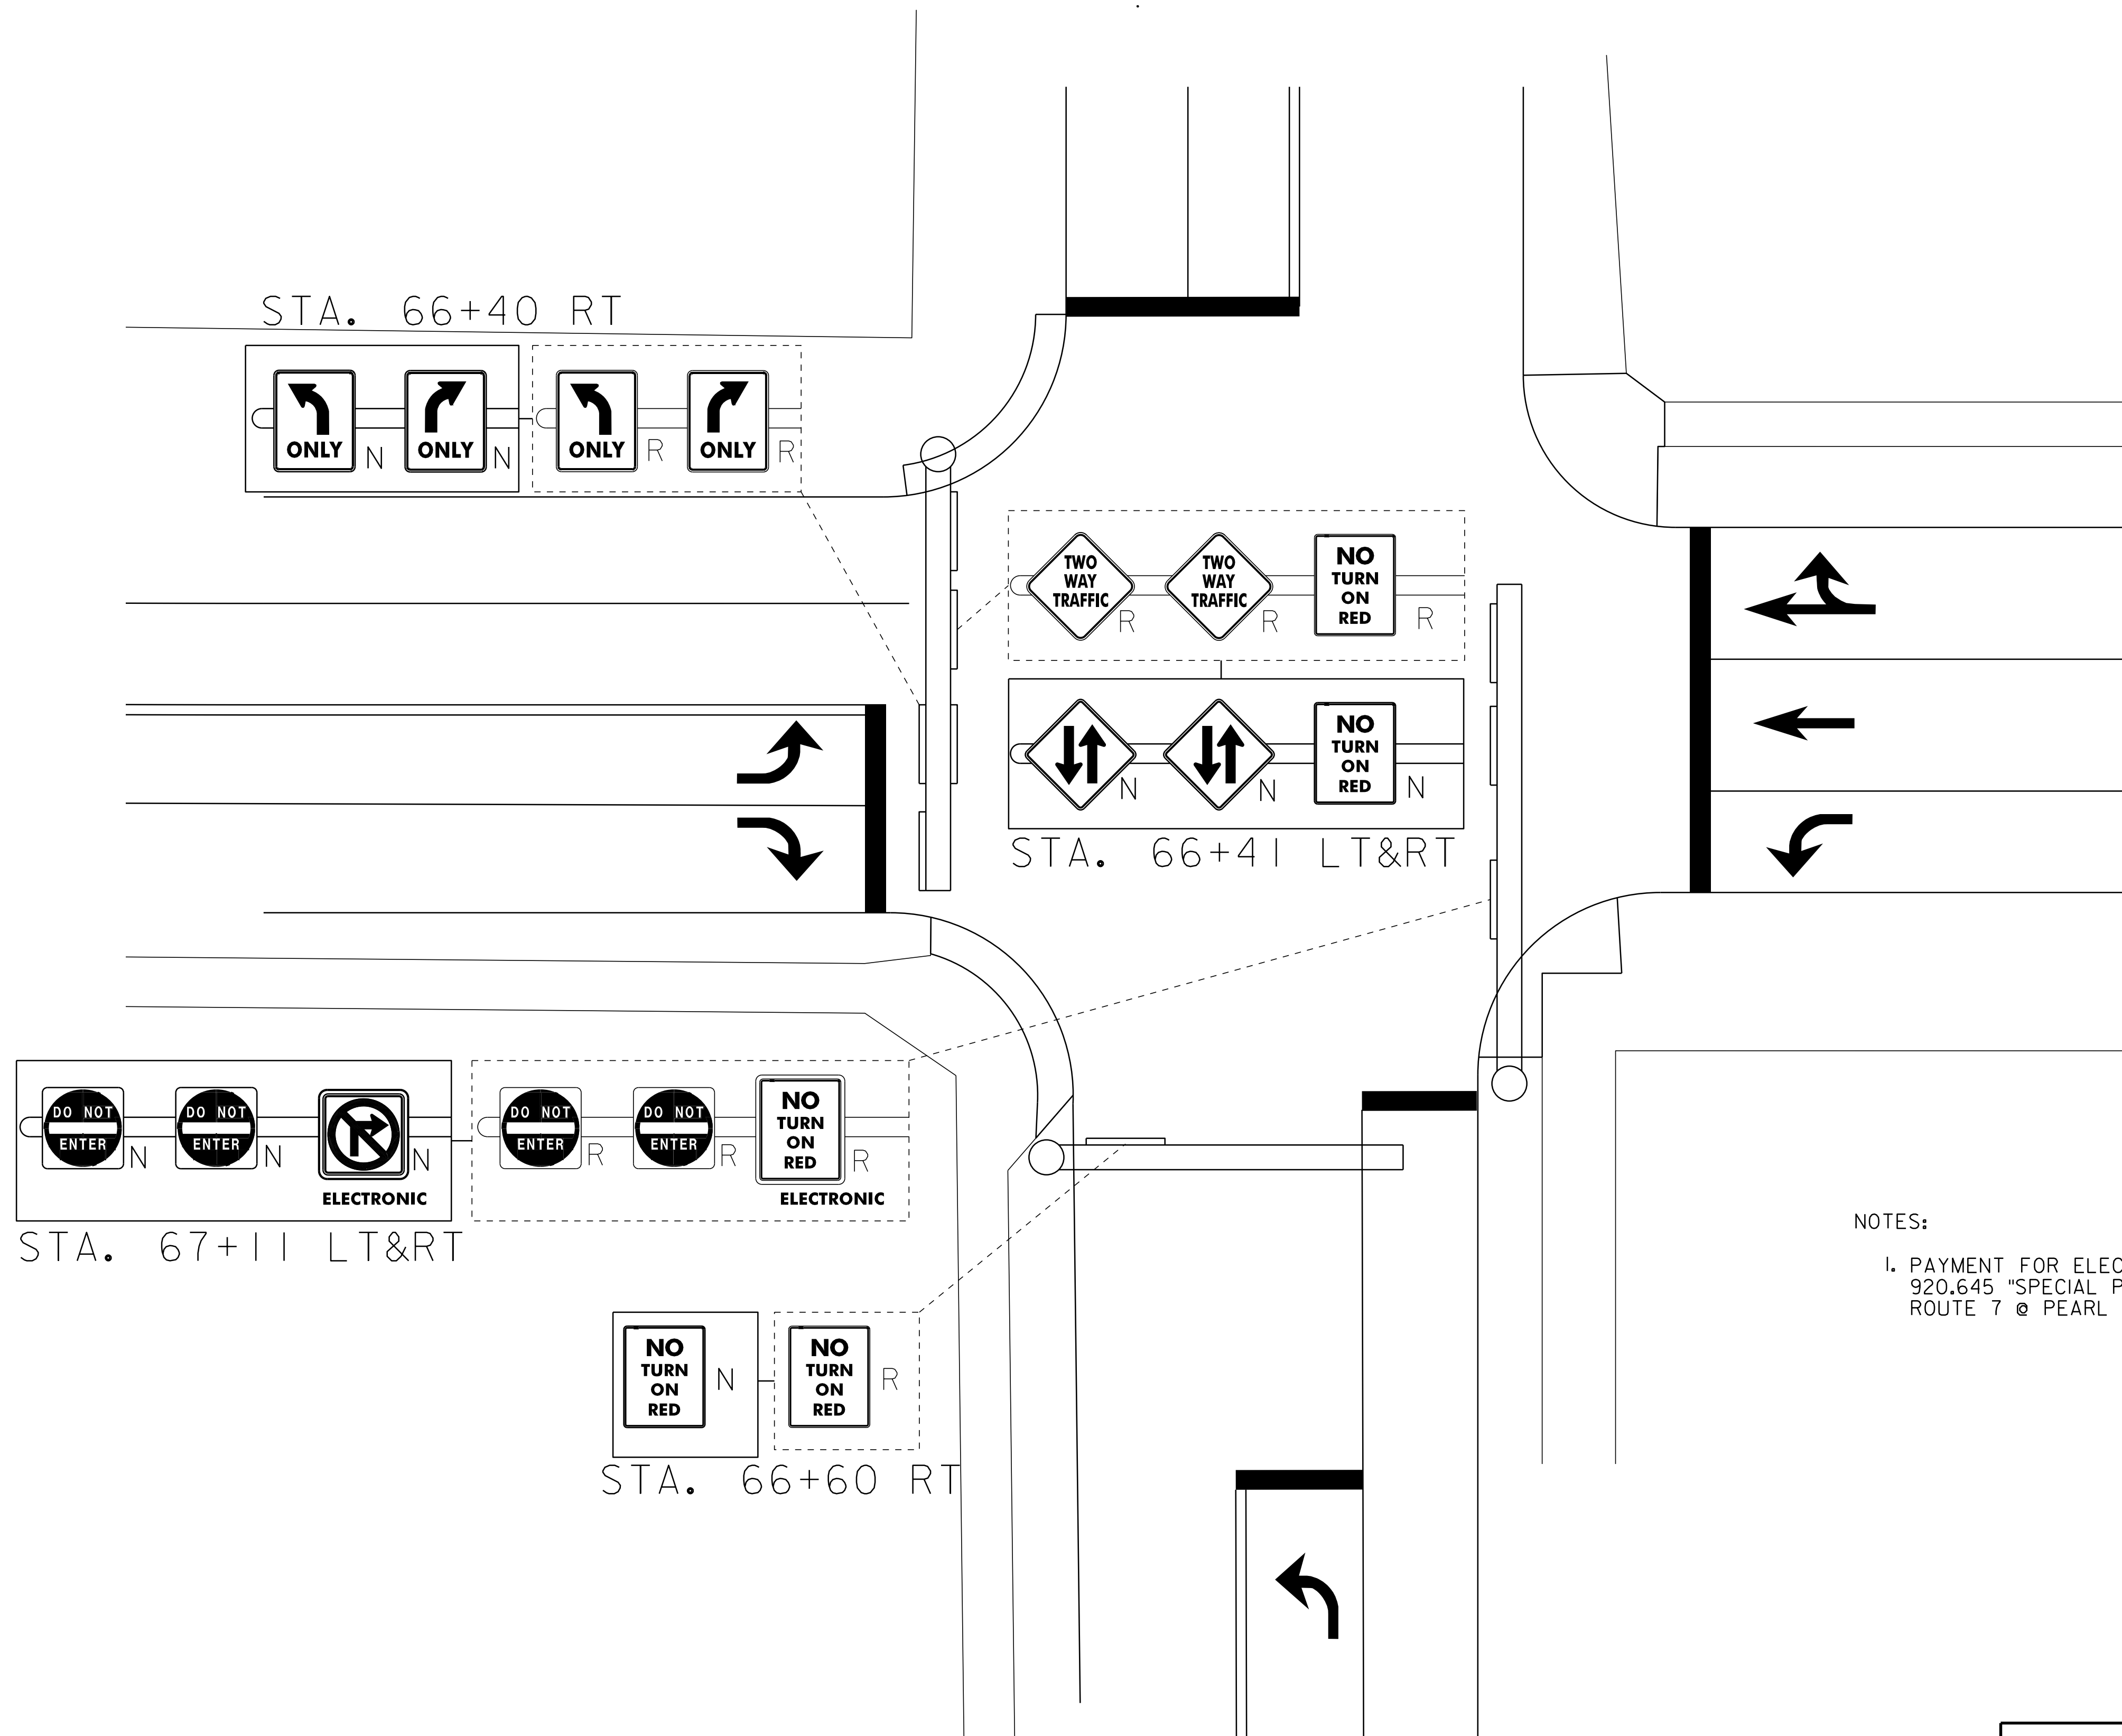 STA. 66+40 RT
ONLY N ONLY N ONLY R ONLY R
TWO
WAY
TRAFFIC
R
TWO
WAY
TRAFFIC
R
NO
TURN
ON
RED
R
N
N
NO
TURN
ON
RED
N
STA. 66+41 LT&RT
DO NOT
ENTER
N
DO NOT
ENTER
N
N
ELECTRONIC
DO NOT
ENTER
R
DO NOT
ENTER
R
NO
TURN
ON
RED
R
ELECTRONIC
STA. 67+11 LT&RT
NO
TURN
ON
RED
N
NO
TURN
ON
RED
R
STA. 66+60 RT
NOTES:
1. PAYMENT FOR ELEC
920.645 "SPECIAL P
ROUTE 7 @ PEARL